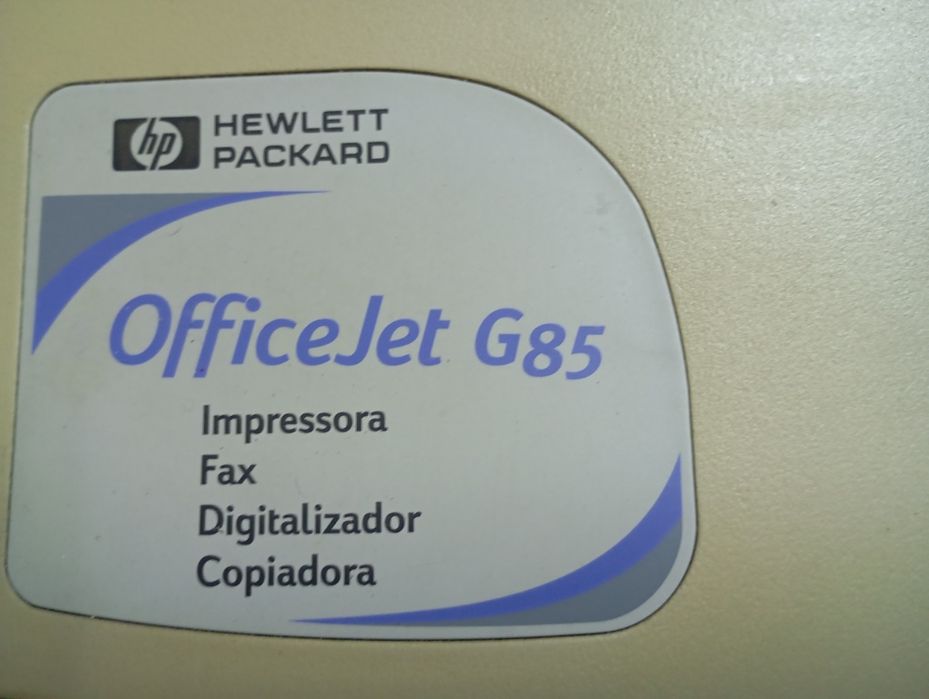 hp HEWLETT
PACKARD
OfficeJet G85
Impressora
Fax
Digitalizador
Copiadora